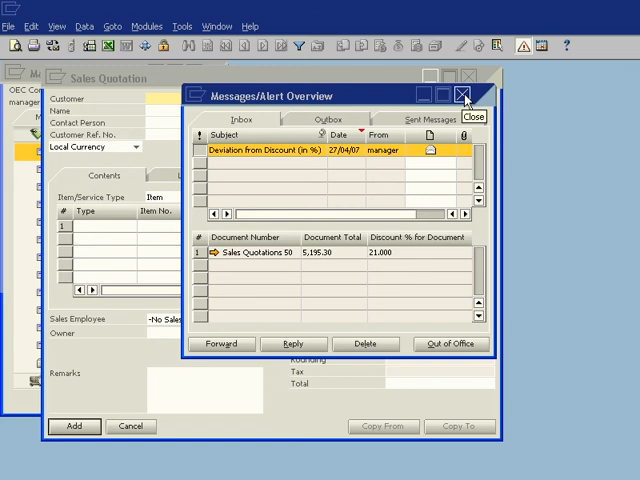 File Edit View Data Goto Modules Tools Window Help
OEC Con
manager
Sales Quotation
Customer
Name
Contact Person
Customer Ref. No.
Local Currency
Contents
Item/Service Type Item
# Type Item No.
1
Sales Employee -No Sales
Owner
Remarks
Rounding
Tax
Total
Add Cancel Copy From Copy To
Messages/Alert Overview
Close
Inbox Outbox Sent Messages
! Subject Date From
Deviation from Discount (in %) 27/04/07 manager
# Document Number Document Total Discount % for Document
1 Sales Quotations 50 5,195.30 21.000
Forward Reply Delete Out of Office